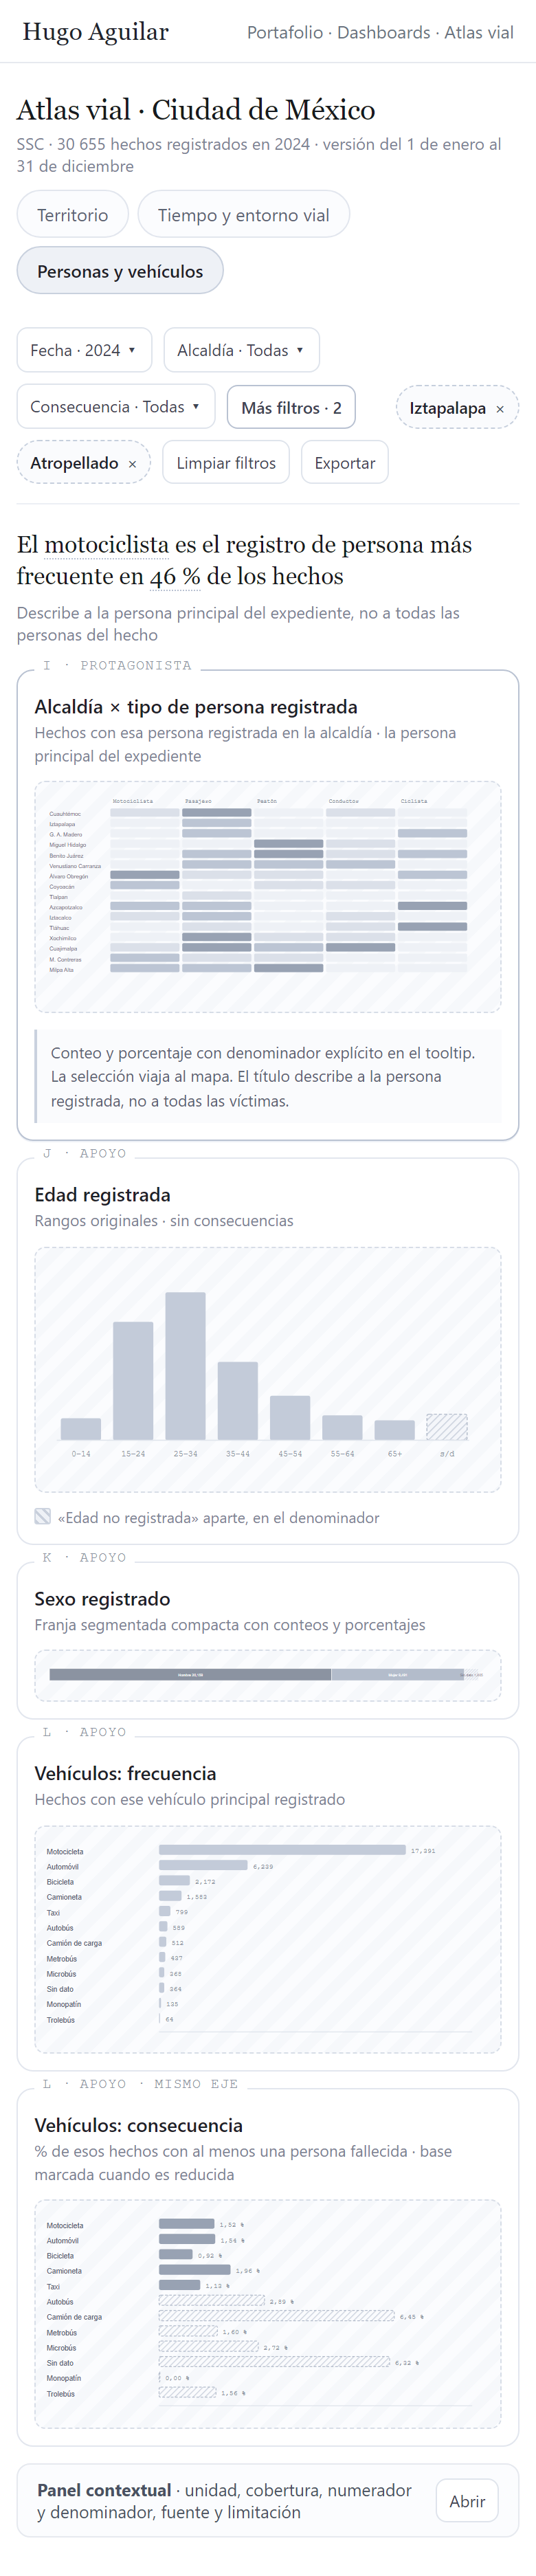 Hugo Aguilar
Portafolio · Dashboards · Atlas vial
Atlas vial · Ciudad de México
SSC · 30 655 hechos registrados en 2024 · versión del 1 de enero al
31 de diciembre
Territorio
Tiempo y entorno vial
Personas y vehículos
Fecha · 2024 ▾
Alcaldía · Todas ▾
Consecuencia · Todas ▾
Más filtros · 2
Iztapalapa ×
Atropellado ×
Limpiar filtros
Exportar
El motociclista es el registro de persona más
frecuente en 46 % de los hechos
Describe a la persona principal del expediente, no a todas las
personas del hecho
I · PROTAGONISTA
Alcaldía × tipo de persona registrada
Hechos con esa persona registrada en la alcaldía · la persona
principal del expediente
Motociclista Pasajero Peatón Conductor Ciclista
Cuauhtémoc
Iztapalapa
G. A. Madero
Miguel Hidalgo
Benito Juárez
Venustiano Carranza
Álvaro Obregón
Coyoacán
Tlalpan
Azcapotzalco
Iztacalco
Tláhuac
Xochimilco
Cuajimalpa
M. Contreras
Milpa Alta
Conteo y porcentaje con denominador explícito en el tooltip.
La selección viaja al mapa. El título describe a la persona
registrada, no a todas las víctimas.
J · APOYO
Edad registrada
Rangos originales · sin consecuencias
0–14 15–24 25–34 35–44 45–54 55–64 65+ s/d
«Edad no registrada» aparte, en el denominador
K · APOYO
Sexo registrado
Franja segmentada compacta con conteos y porcentajes
L · APOYO
Vehículos: frecuencia
Hechos con ese vehículo principal registrado
Motocicleta 17,391
Automóvil 6,239
Bicicleta 2,172
Camioneta 1,583
Taxi 799
Autobús 589
Camión de carga 512
Metrobús 437
Microbús 368
Sin dato 364
Monopatín 135
Trolebús 64
L · APOYO · MISMO EJE
Vehículos: consecuencia
% de esos hechos con al menos una persona fallecida · base
marcada cuando es reducida
Motocicleta 1,52 %
Automóvil 1,54 %
Bicicleta 0,92 %
Camioneta 1,96 %
Taxi 1,13 %
Autobús 2,89 %
Camión de carga 6,45 %
Metrobús 1,60 %
Microbús 2,72 %
Sin dato 6,32 %
Monopatín 0,00 %
Trolebús 1,56 %
Panel contextual · unidad, cobertura, numerador
y denominador, fuente y limitación
Abrir